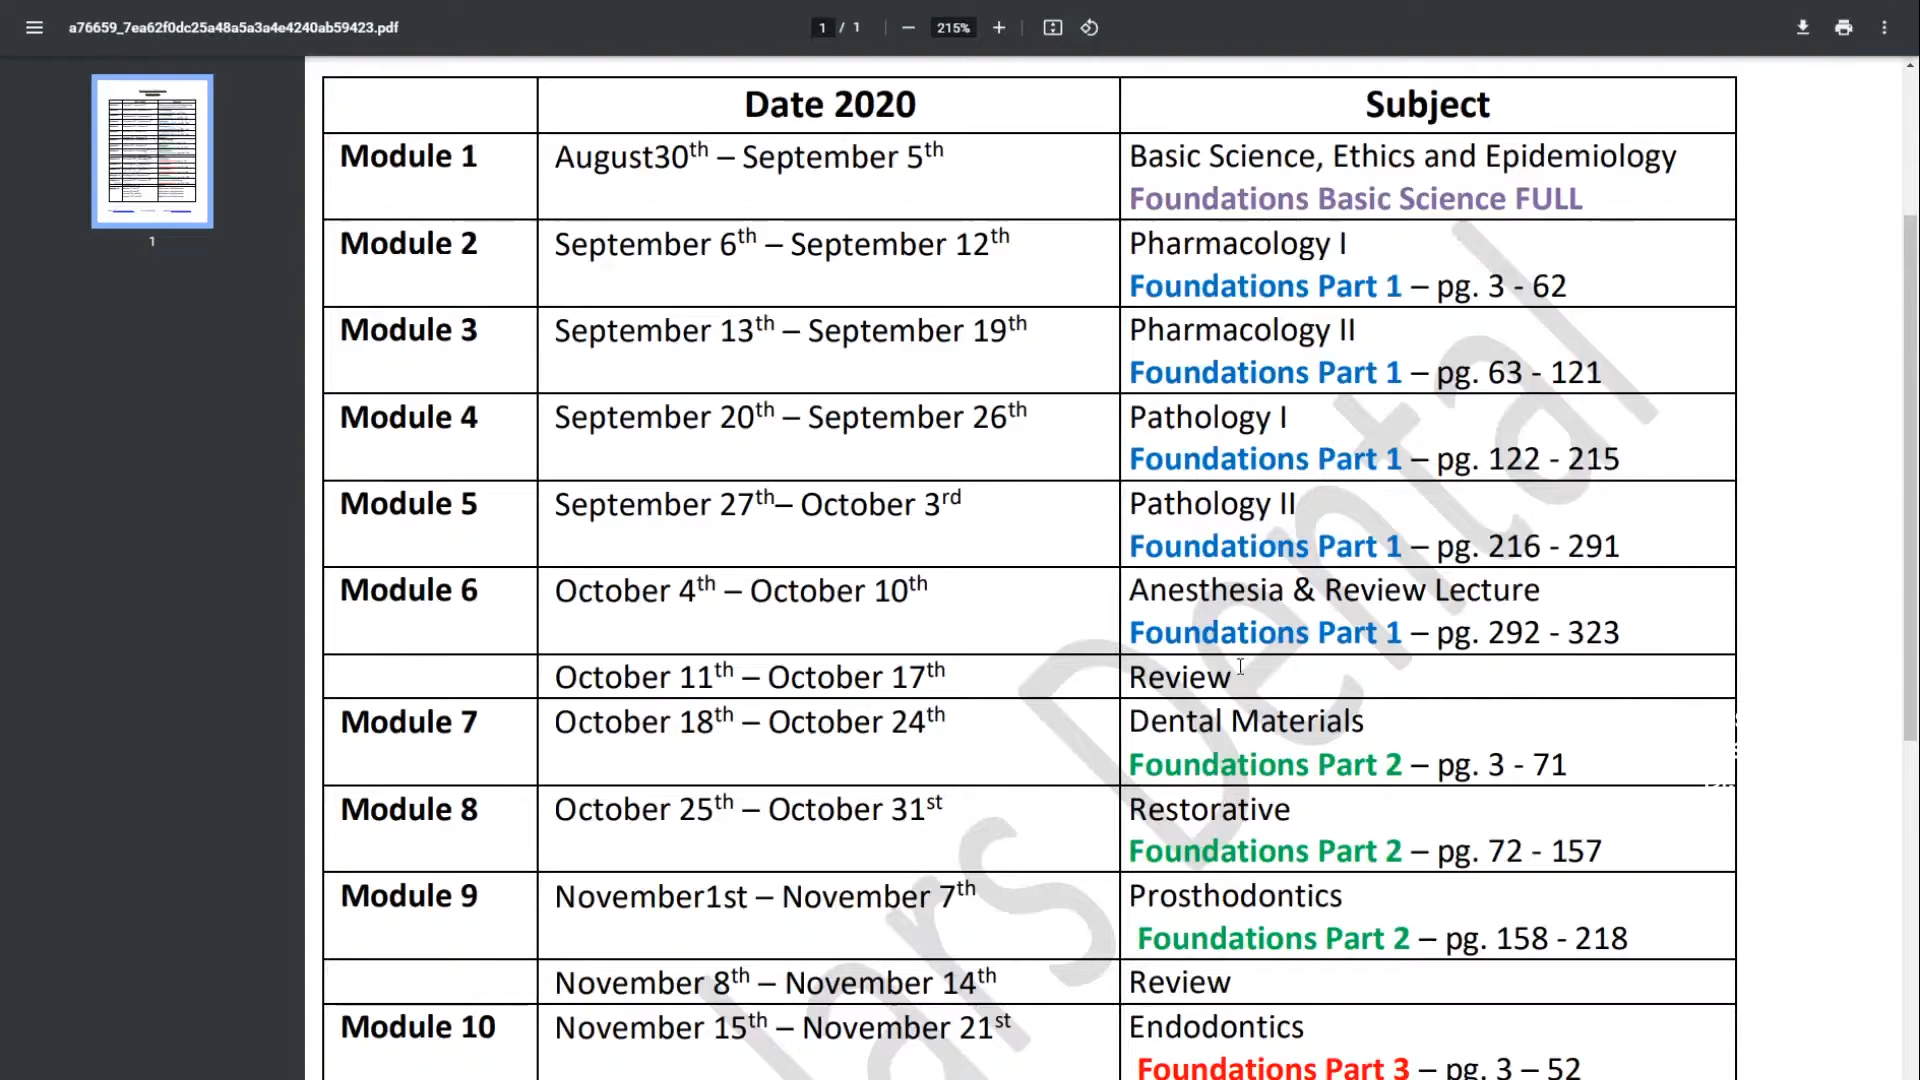 a76659_7ea62f0dc25a48a5a3a4e4240ab59423.pdf
1 / 1
215%
1
Date 2020 Subject
Module 1 August30th – September 5th Basic Science, Ethics and Epidemiology
Foundations Basic Science FULL
Module 2 September 6th – September 12th Pharmacology I
Foundations Part 1 – pg. 3 - 62
Module 3 September 13th – September 19th Pharmacology II
Foundations Part 1 – pg. 63 - 121
Module 4 September 20th – September 26th Pathology I
Foundations Part 1 – pg. 122 - 215
Module 5 September 27th– October 3rd Pathology II
Foundations Part 1 – pg. 216 - 291
Module 6 October 4th – October 10th Anesthesia & Review Lecture
Foundations Part 1 – pg. 292 - 323
October 11th – October 17th Review
Module 7 October 18th – October 24th Dental Materials
Foundations Part 2 – pg. 3 - 71
Module 8 October 25th – October 31st Restorative
Foundations Part 2 – pg. 72 - 157
Module 9 November1st – November 7th Prosthodontics
Foundations Part 2 – pg. 158 - 218
November 8th – November 14th Review
Module 10 November 15th – November 21st Endodontics
Foundations Part 3 – pg. 3 – 52
Dental